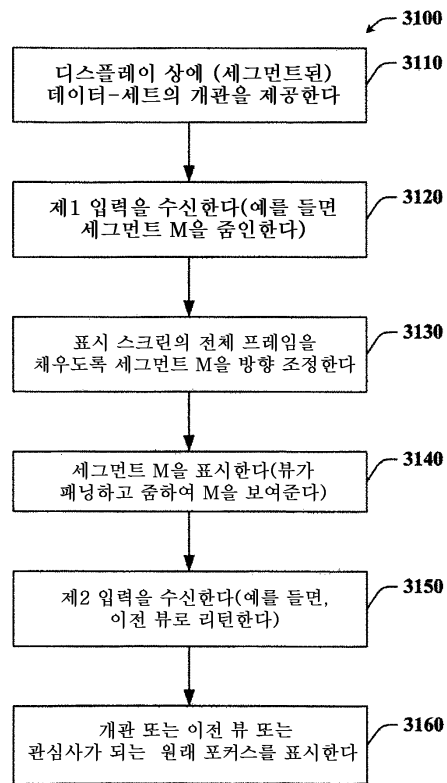 3100
디스플레이 상에 (세그먼트된)
데이터-세트의 개관을 제공한다
3110
제1 입력을 수신한다(예를 들면
세그먼트 M을 줌인한다)
3120
표시 스크린의 전체 프레임을
채우도록 세그먼트 M을 방향 조정한다
3130
세그먼트 M을 표시한다(뷰가
패닝하고 줌하여 M을 보여준다)
3140
제2 입력을 수신한다(예를 들면,
이전 뷰로 리턴한다)
3150
개관 또는 이전 뷰 또는
관심사가 되는 원래 포커스를 표시한다
3160